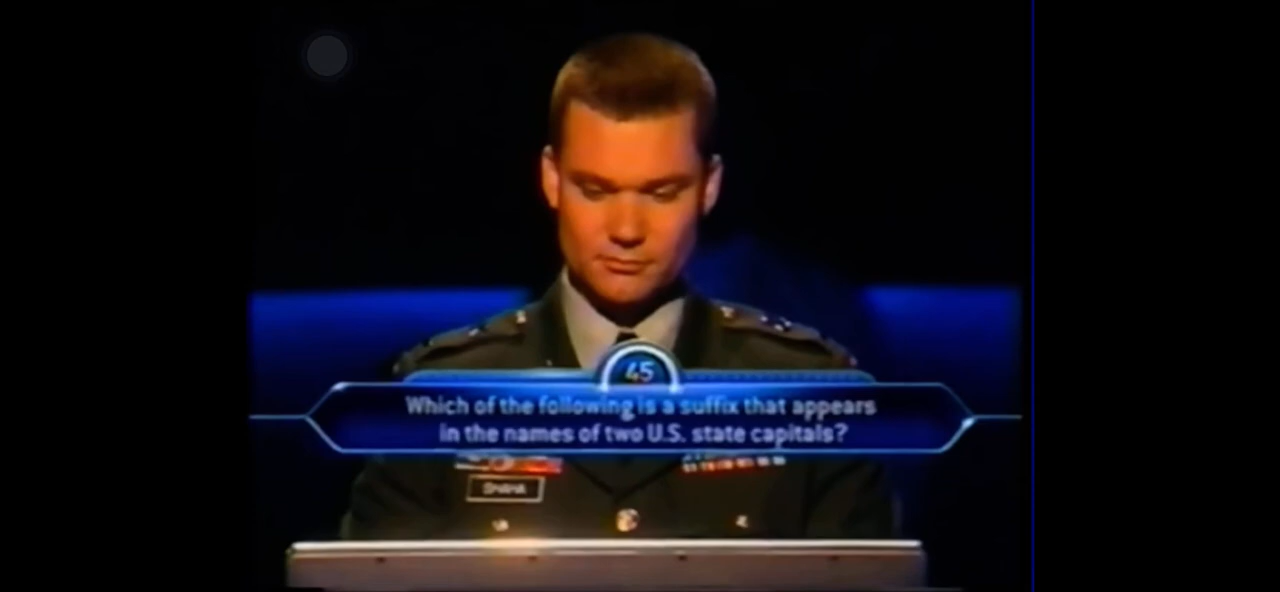 45
Which of the following is a suffix that appears
in the names of two U.S. state capitals?